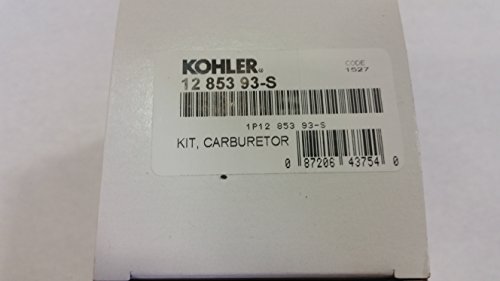 KOHLER®
CODE
1527
12 853 93-S
1P12 853 93-S
KIT, CARBURETOR
0 87206 43754 0